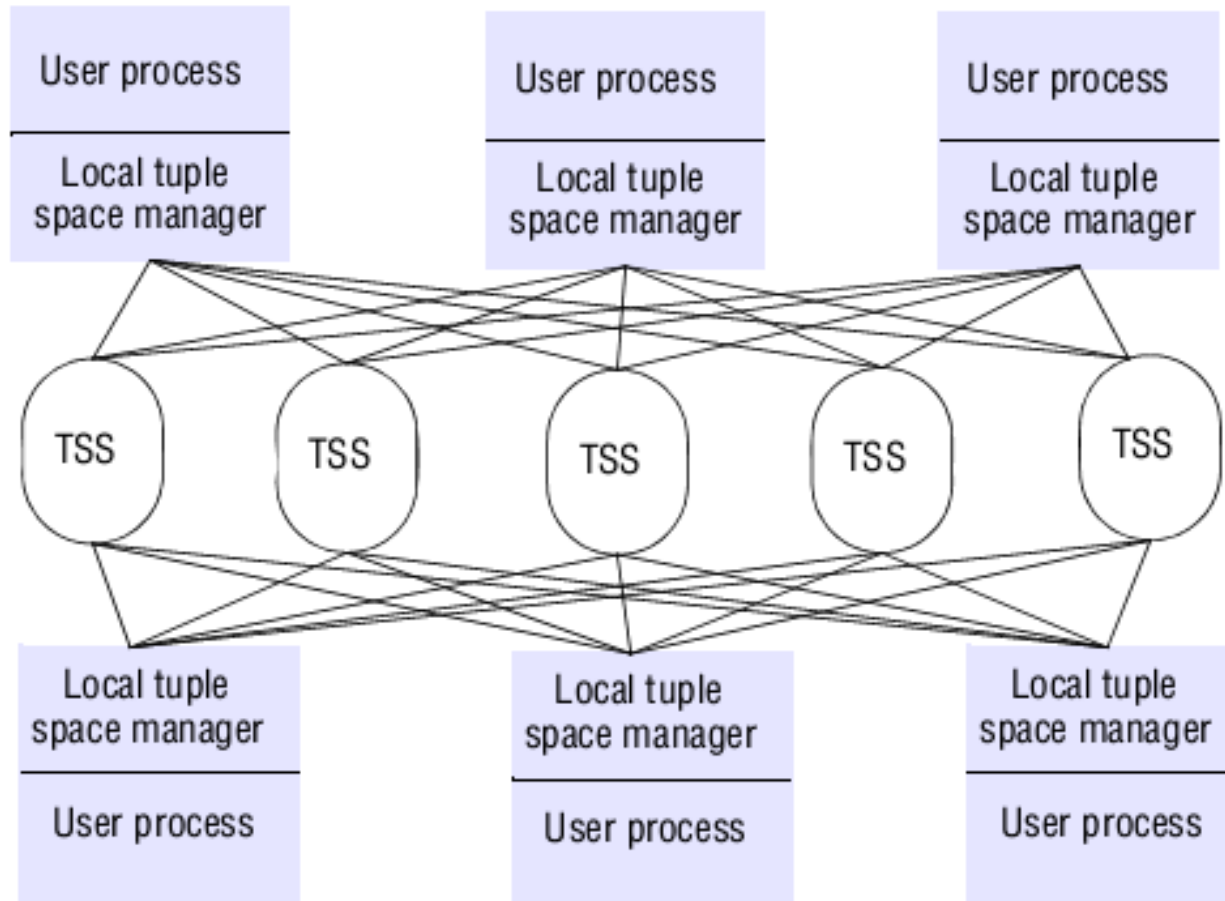 User process
User process
User process
Local tuple
space manager
Local tuple
space manager
Local tuple
space manager
TSS
TSS
TSS
TSS
TSS
Local tuple
space manager
Local tuple
space manager
Local tuple
space manager
User process
User process
User process